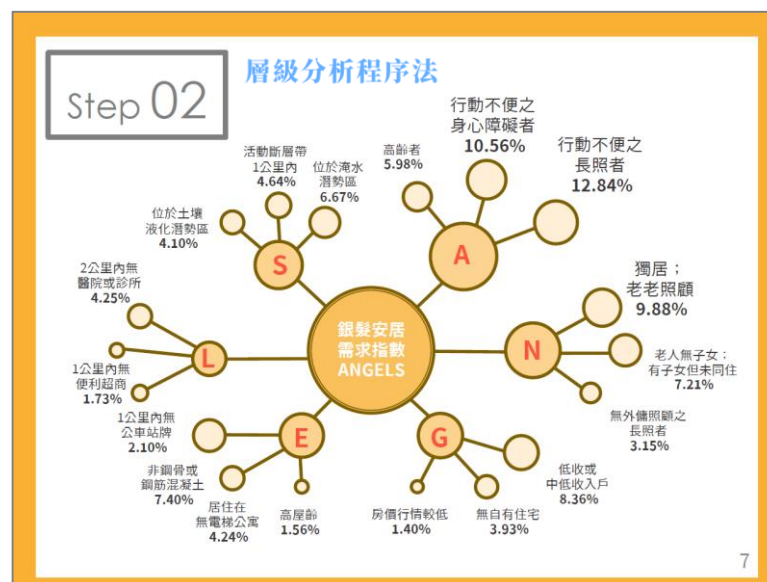 Step 02
層級分析程序法
行動不便之
身心障礙者
10.56%
行動不便之
長照者
12.84%
高齡者
5.98%
活動斷層帶
1公里內
4.64%
位於淹水
潛勢區
6.67%
位於土壤
液化潛勢區
4.10%
S
A
2公里內無
醫院或診所
4.25%
獨居；
老老照顧
9.88%
銀髮安居
需求指數
ANGELS
L
N
1公里內無
便利超商
1.73%
老人無子女；
有子女但未同住
7.21%
1公里內無
公車站牌
2.10%
無外傭照顧之
長照者
3.15%
E
G
非鋼骨或
鋼筋混凝土
7.40%
居住在
無電梯公寓
4.24%
高屋齡
1.56%
房價行情較低
1.40%
無自有住宅
3.93%
低收或
中低收入戶
8.36%
7